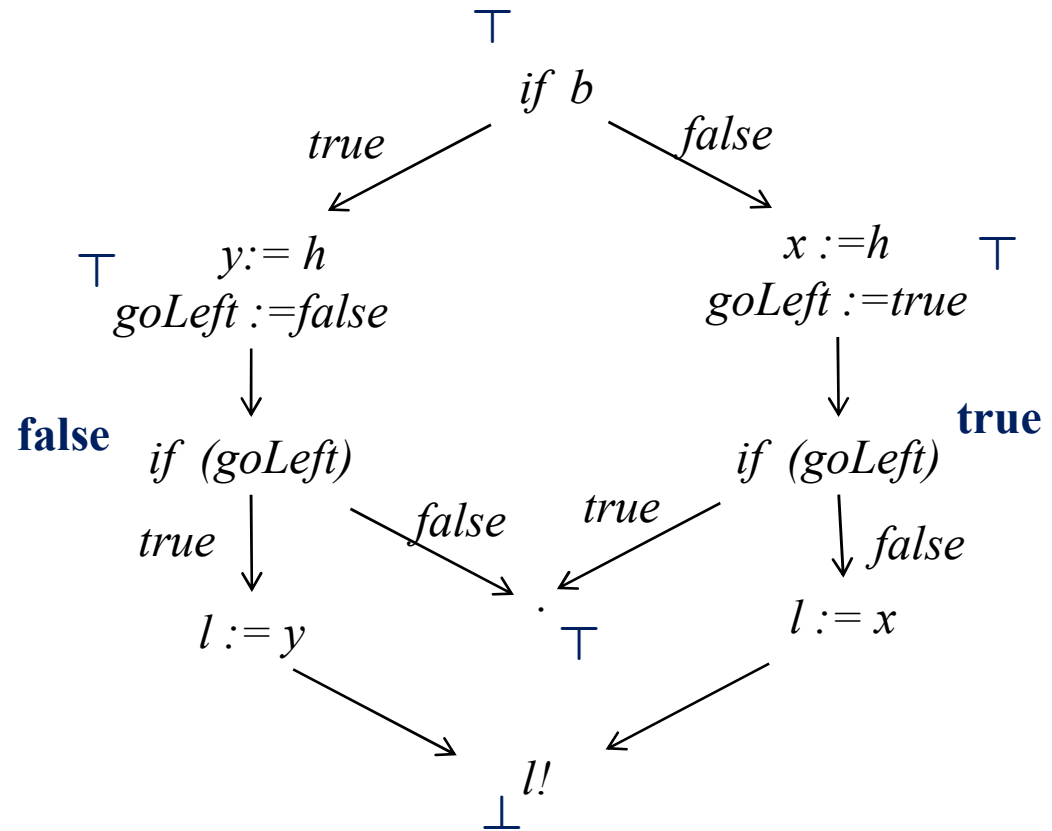 ⊤
if b
true
false
y:= h
x :=h
⊤
⊤
goLeft :=false
goLeft :=true
false
true
if (goLeft)
if (goLeft)
true
false
true
false
.
⊤
l := y
l := x
l!
⊥